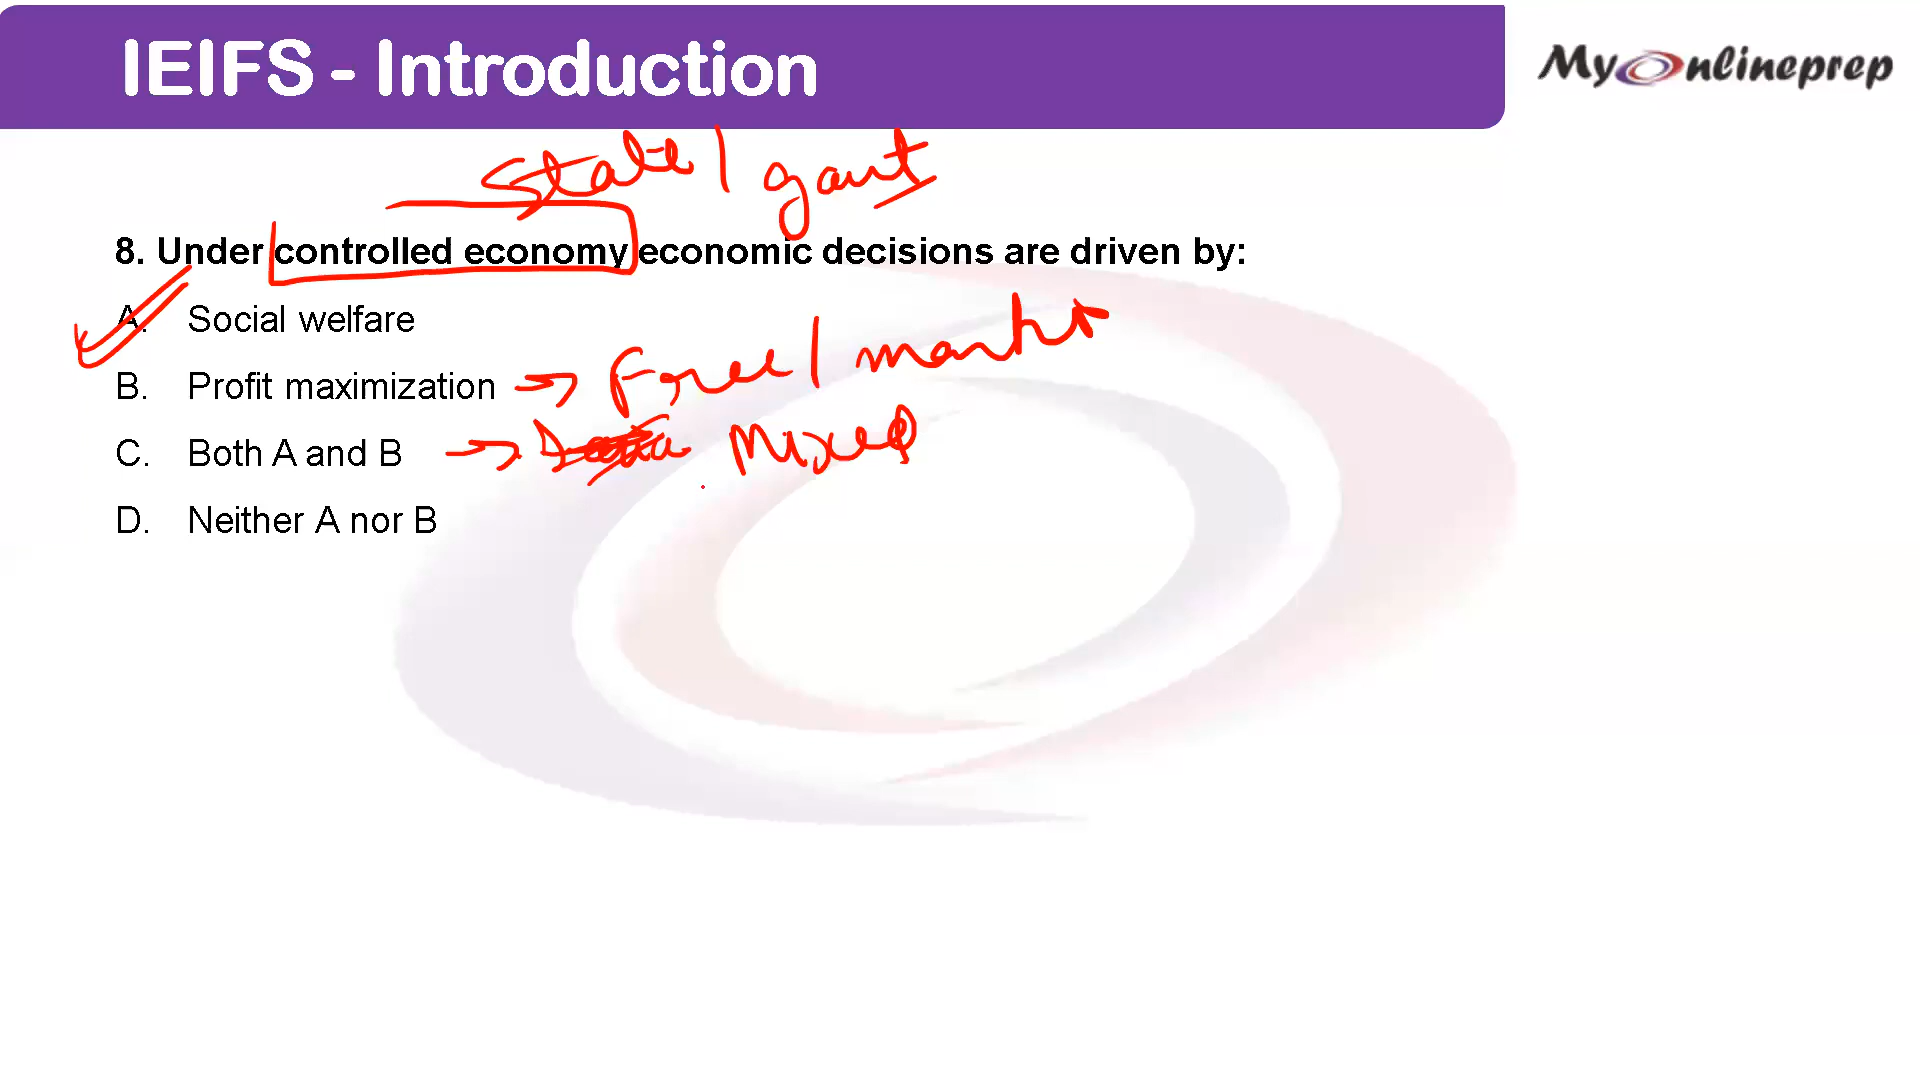 IEIFS - Introduction
MyOnlineprep
State / govt
8. Under controlled economy economic decisions are driven by:
A. Social welfare
B. Profit maximization → Free / market
C. Both A and B → Mixed
D. Neither A nor B